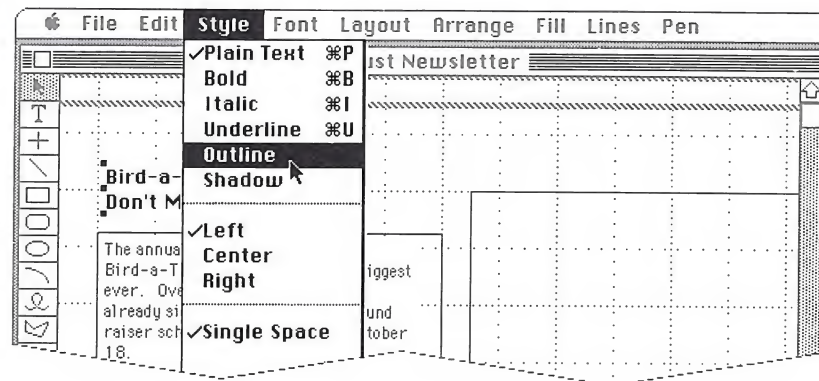 File Edit Style Font Layout Arrange Fill Lines Pen
ust Newsletter
✓Plain Text ⌘P
Bold ⌘B
Italic ⌘I
Underline ⌘U
Outline
Shadow
✓Left
Center
Right
✓Single Space
T
Bird-a-
Don't M
The annua
Bird-a-T iggest
ever. Ove
already si und
raiser sch tober
18.